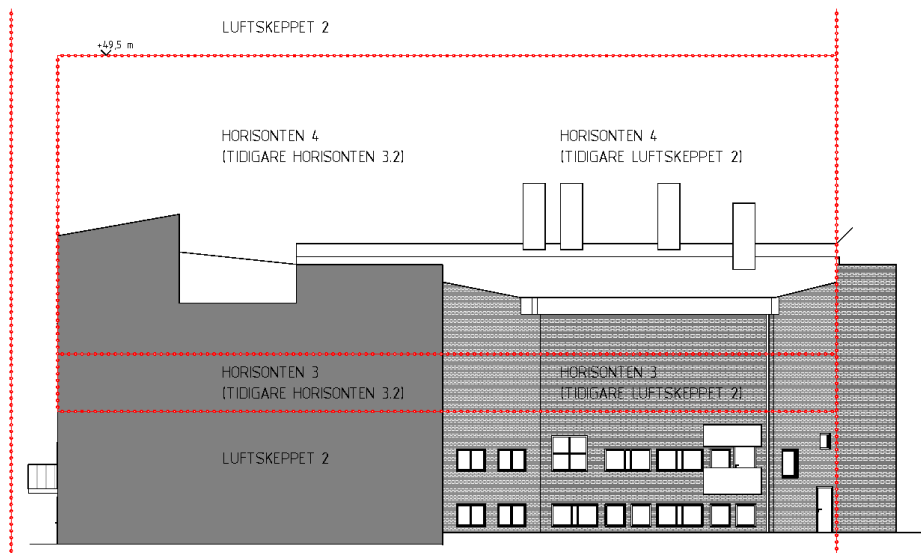 LUFTSKEPPET 2
+49,5 m
HORISONTEN 4
(TIDIGARE HORISONTEN 3.2)
HORISONTEN 4
(TIDIGARE LUFTSKEPPET 2)
HORISONTEN 3
(TIDIGARE HORISONTEN 3.2)
HORISONTEN 3
(TIDIGARE LUFTSKEPPET 2)
LUFTSKEPPET 2